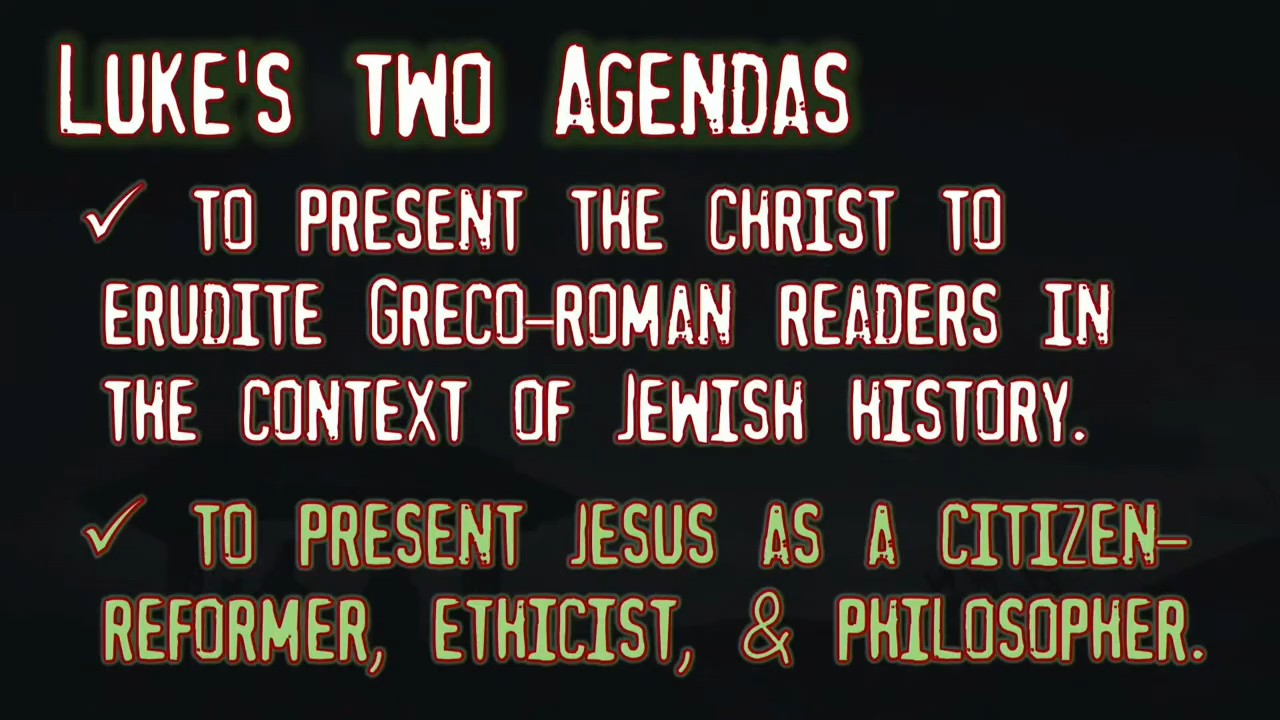 Luke's two Agendas
✓ to present the Christ to
erudite Greco-roman readers in
the context of Jewish history.
✓ to present Jesus as a citizen-
reformer, ethicist, & philosopher.